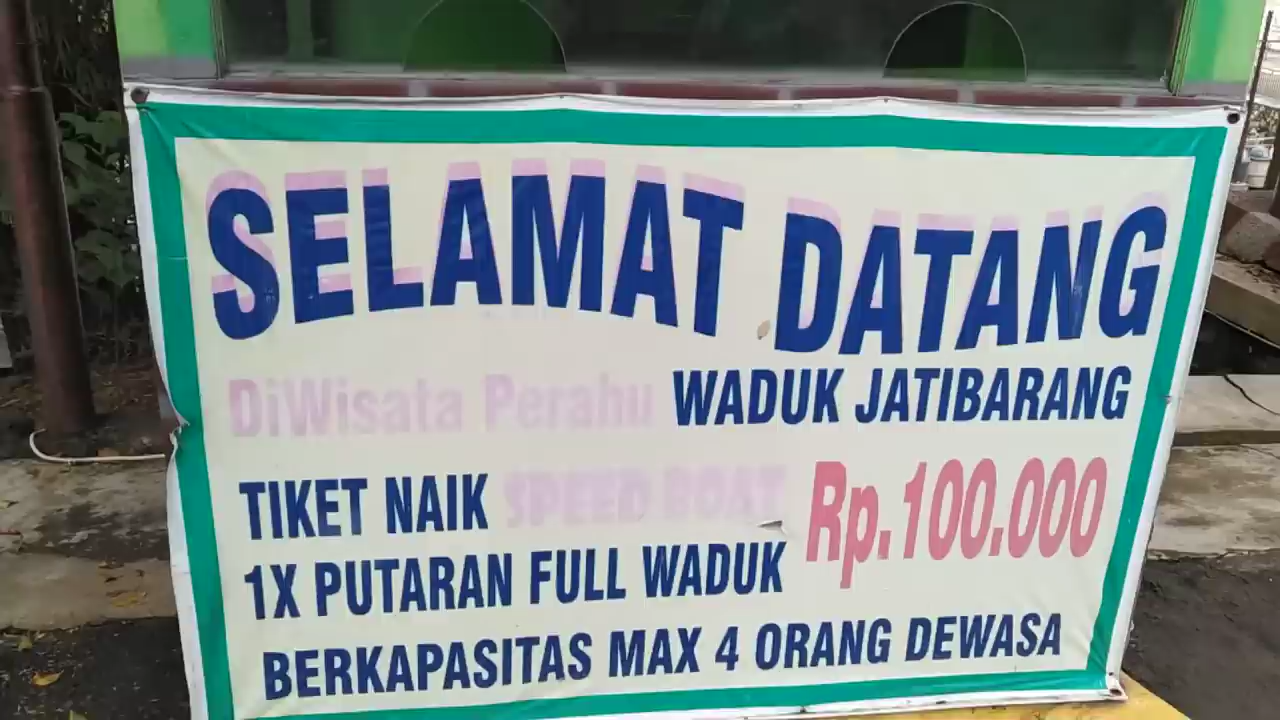 SELAMAT DATANG
DiWisata Perahu WADUK JATIBARANG
TIKET NAIK SPEED BOAT Rp.100.000
1X PUTARAN FULL WADUK
BERKAPASITAS MAX 4 ORANG DEWASA